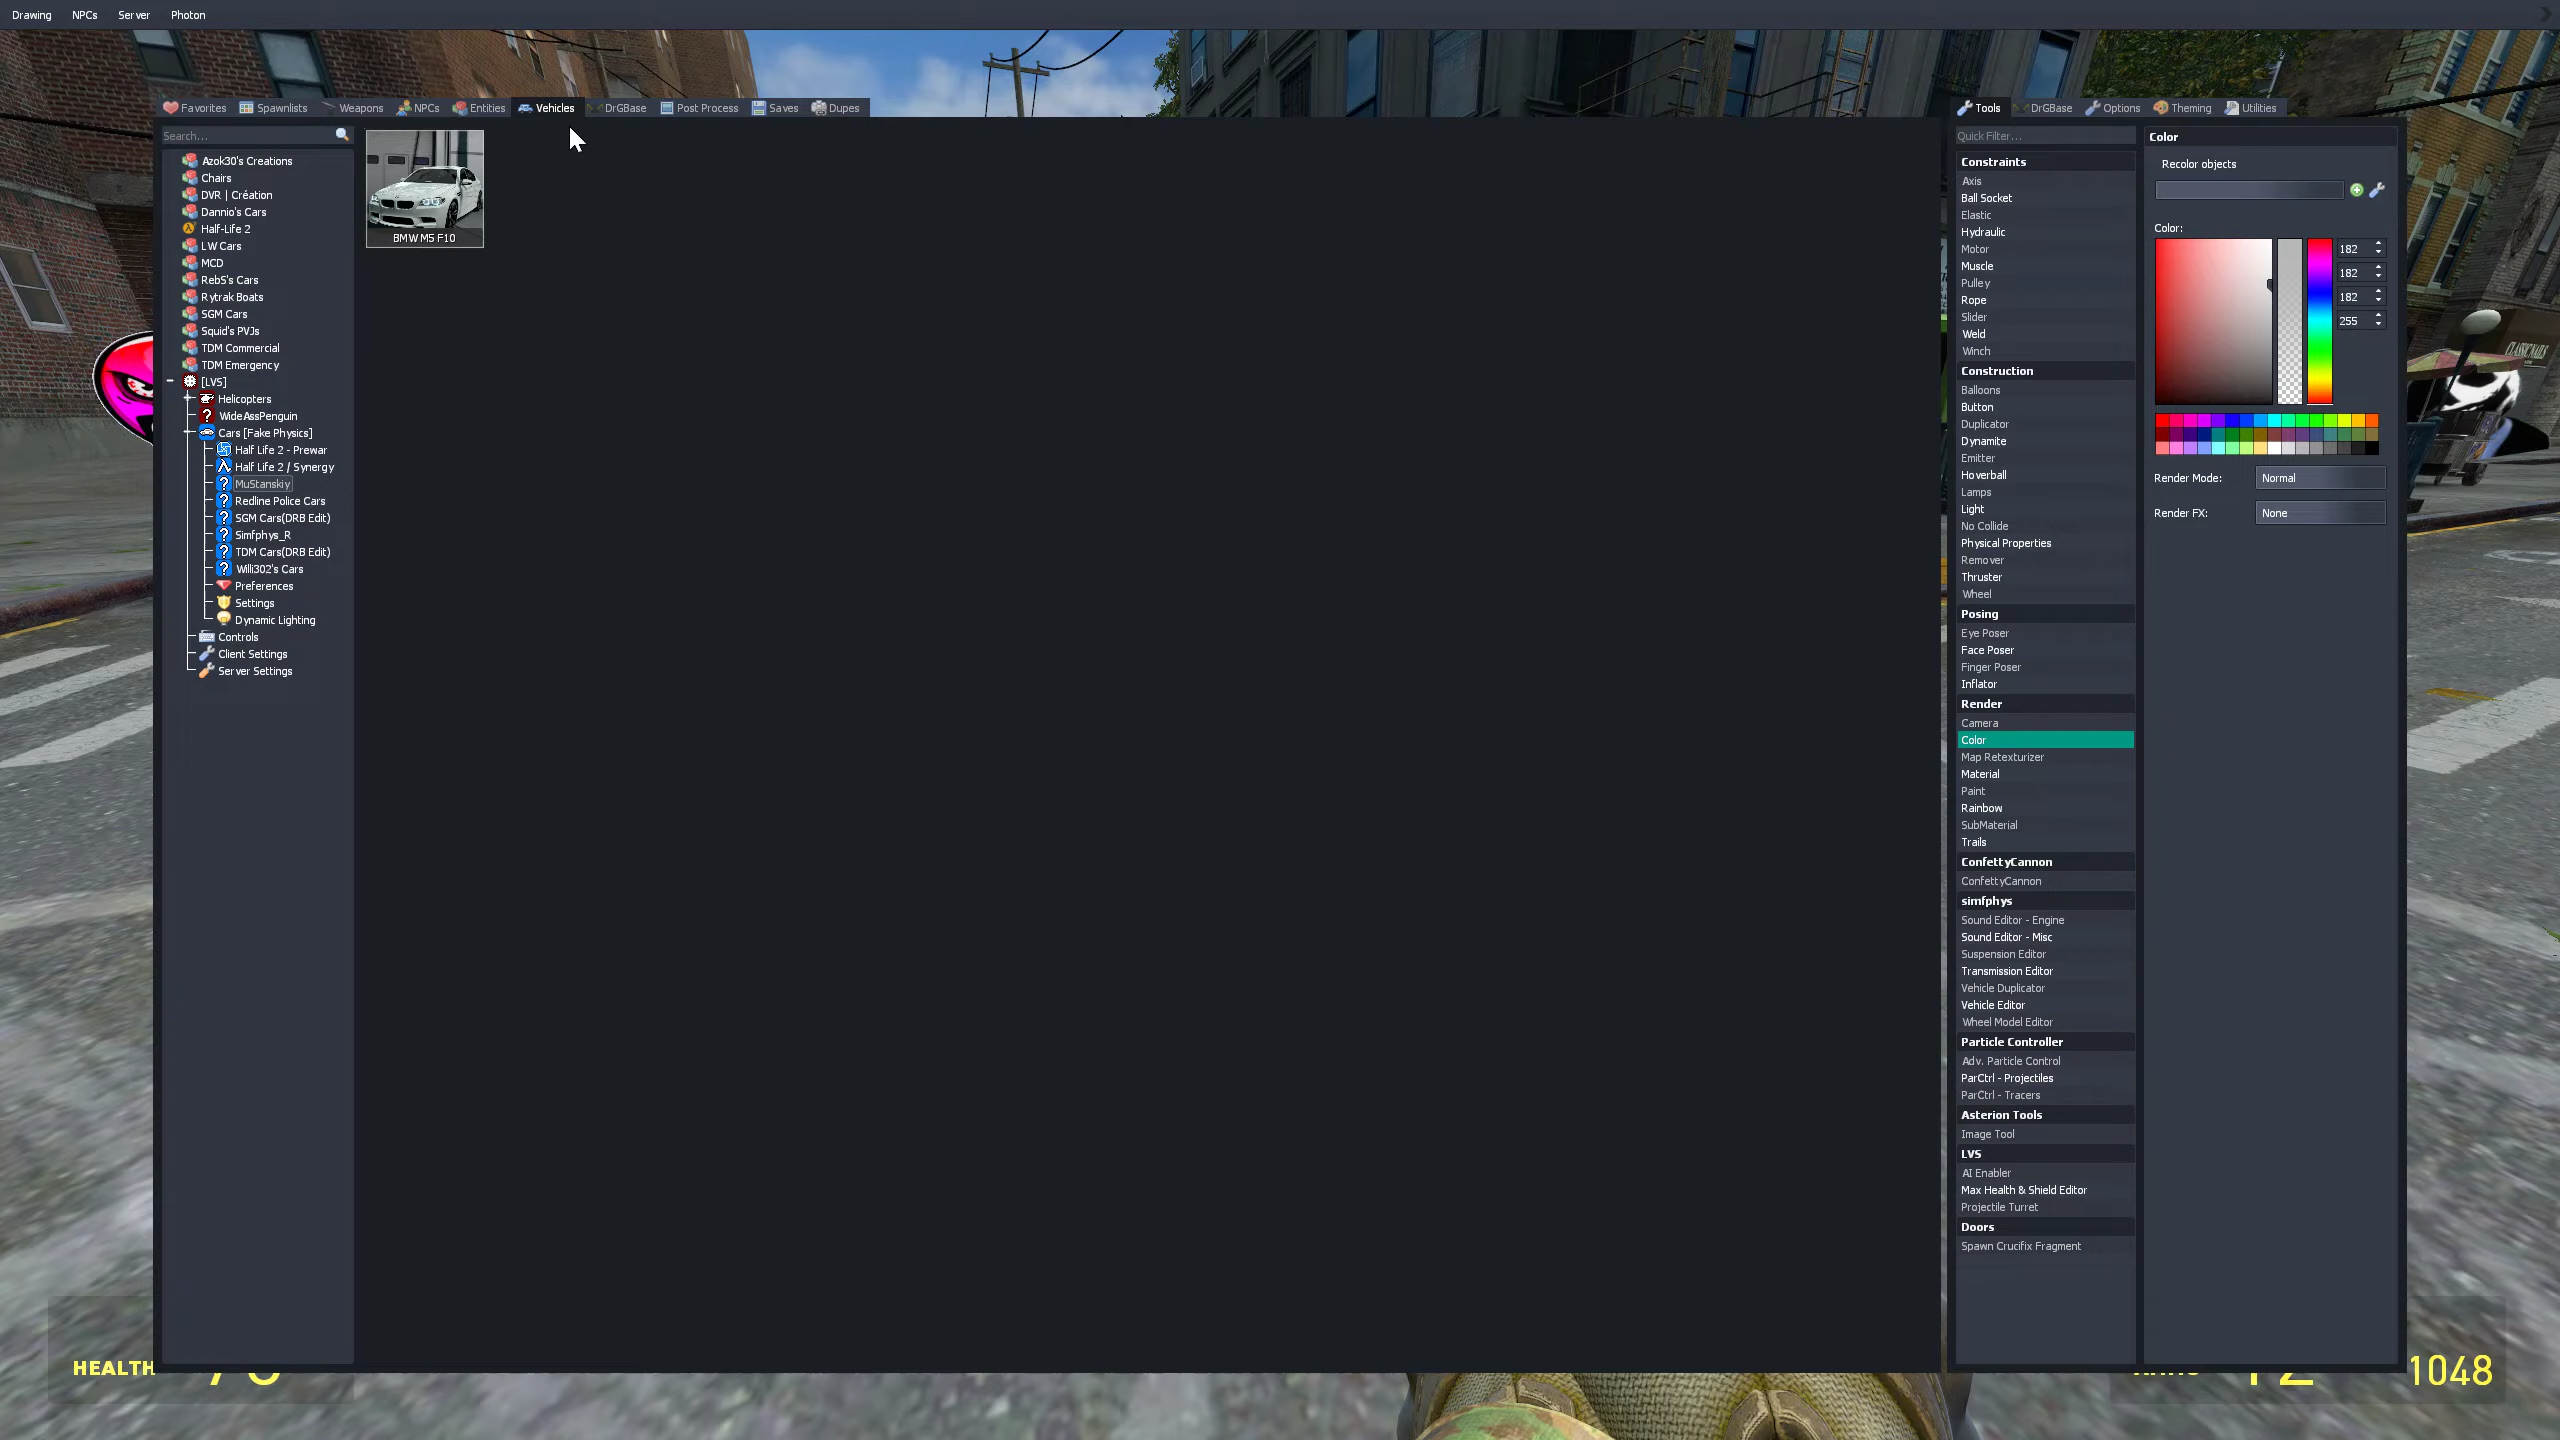 Drawing NPCs Server Photon
Favorites Spawnlists Weapons NPCs Entities Vehicles DrGBase Post Process Saves Dupes
Search...
Azok30's Creations
Chairs
DVR | Création
Dannio's Cars
Half-Life 2
LW Cars
MCD
RebS's Cars
Rytrak Boats
SGM Cars
Squid's PVJs
TDM Commercial
TDM Emergency
[LVS]
Helicopters
WideAssPenguin
Cars [Fake Physics]
Half Life 2 - Prewar
Half Life 2 / Synergy
MuStanskiy
Redline Police Cars
SGM Cars(DRB Edit)
Simfphys_R
TDM Cars(DRB Edit)
Willi302's Cars
Preferences
Settings
Dynamic Lighting
Controls
Client Settings
Server Settings
BMW M5 F10
Tools DrGBase Options Theming Utilities
Quick Filter...
Constraints
Axis
Ball Socket
Elastic
Hydraulic
Motor
Muscle
Pulley
Rope
Slider
Weld
Winch
Construction
Balloons
Button
Duplicator
Dynamite
Emitter
Hoverball
Lamps
Light
No Collide
Physical Properties
Remover
Thruster
Wheel
Posing
Eye Poser
Face Poser
Finger Poser
Inflator
Render
Camera
Color
Map Retexturizer
Material
Paint
Rainbow
SubMaterial
Trails
ConfettyCannon
ConfettyCannon
simfphys
Sound Editor - Engine
Sound Editor - Misc
Suspension Editor
Transmission Editor
Vehicle Duplicator
Vehicle Editor
Wheel Model Editor
Particle Controller
Adv. Particle Control
ParCtrl - Projectiles
ParCtrl - Tracers
Asterion Tools
Image Tool
LVS
AI Enabler
Max Health & Shield Editor
Projectile Turret
Doors
Spawn Crucifix Fragment
Color
Recolor objects
Color:
182
182
182
255
Render Mode: Normal
Render FX: None
CLASSIC NAILS
HEALTH
1048